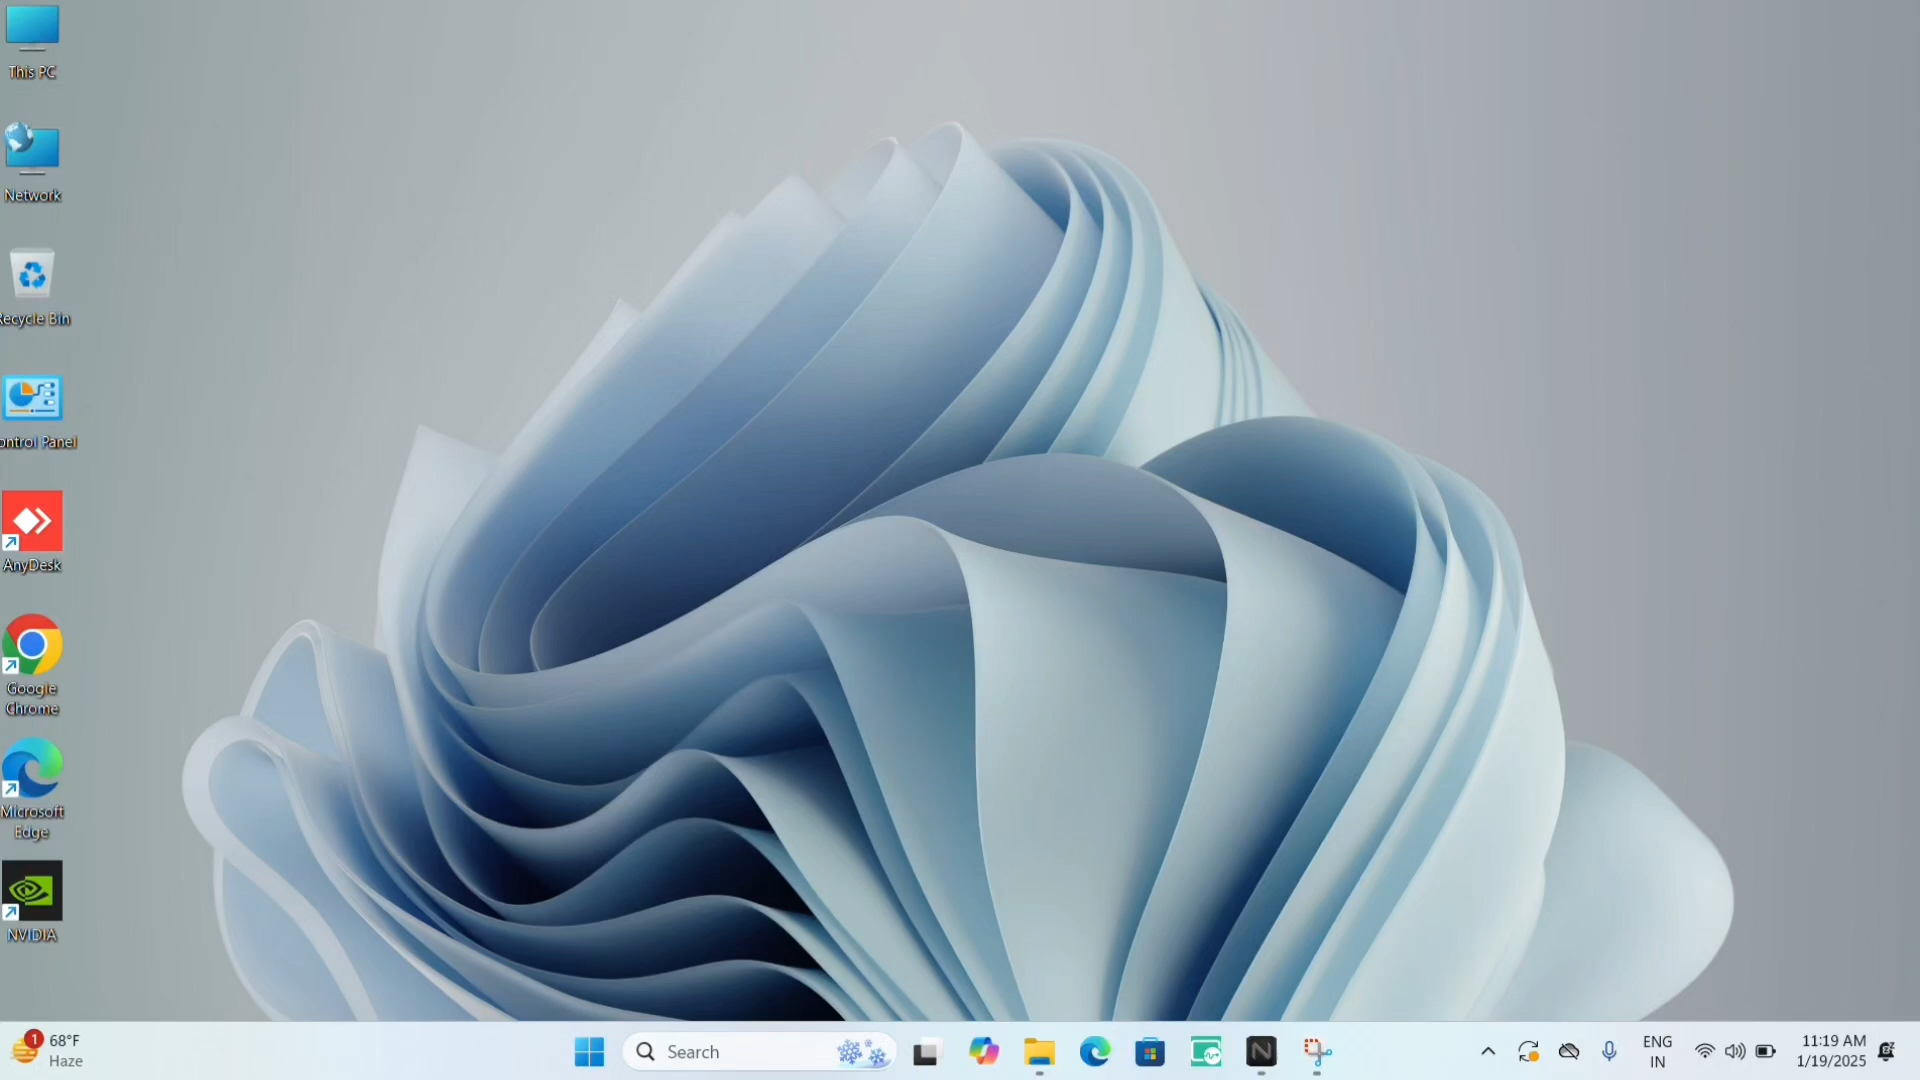 This PC
Network
Recycle Bin
ontrol Panel
AnyDesk
Google
Chrome
Microsoft
Edge
NVIDIA
1
68°F
Haze
Search
N
ENG
IN
11:19 AM
1/19/2025